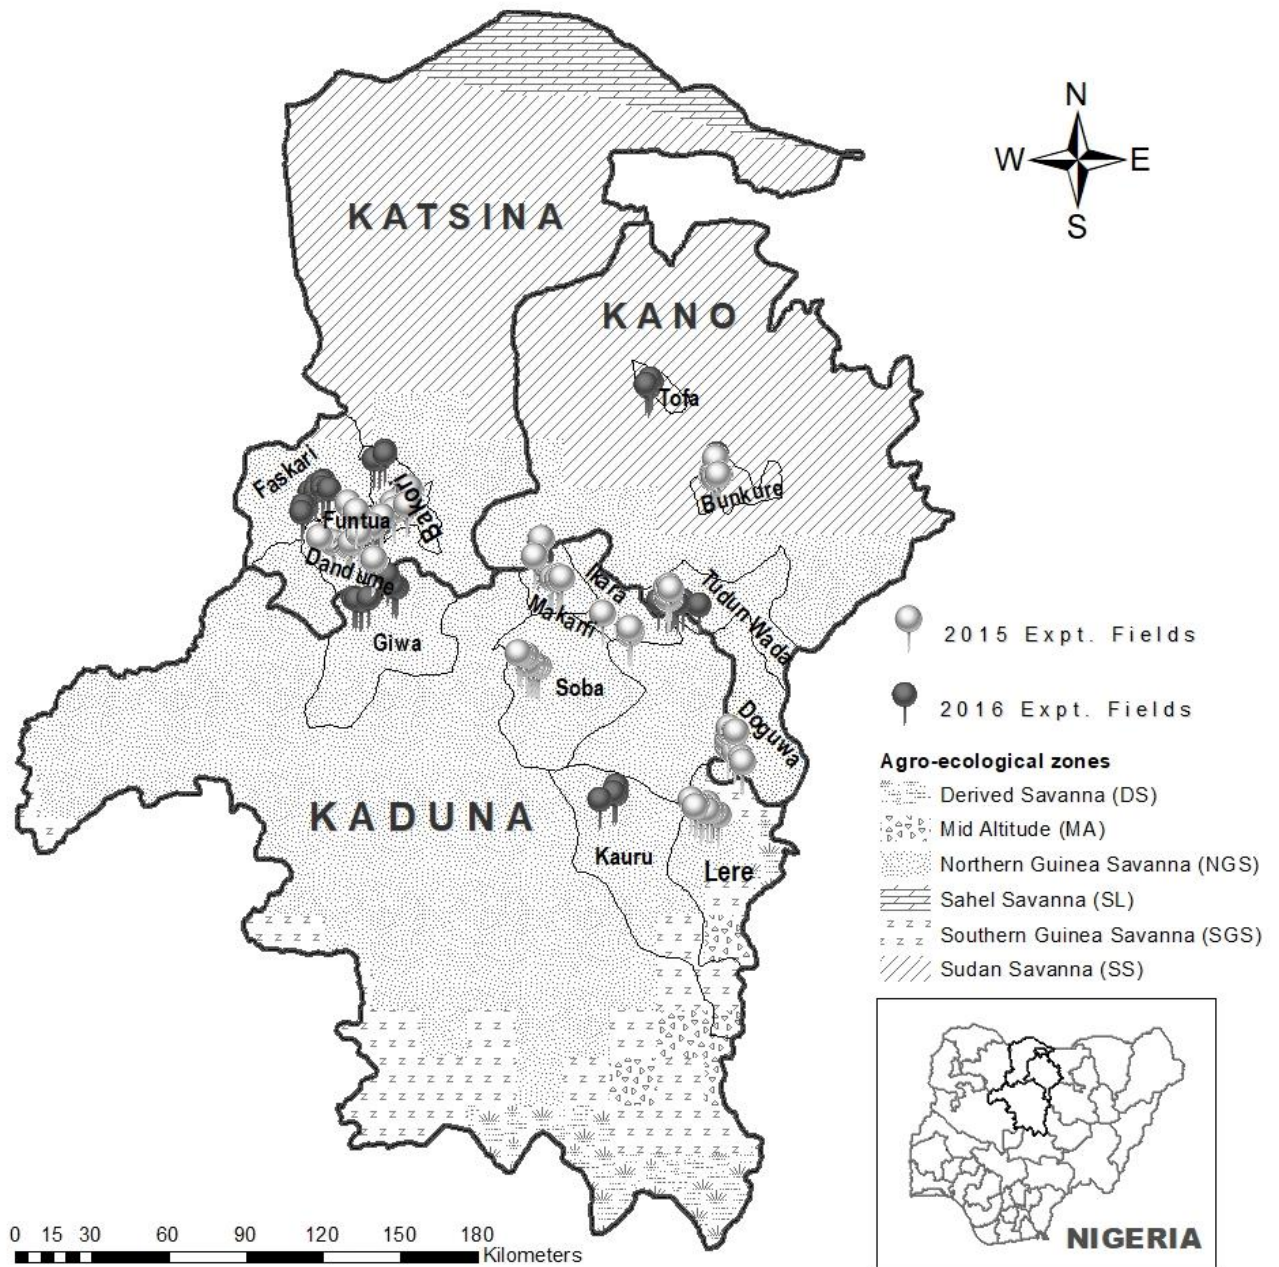 N
W E
S
KATSINA
KANO
Tofa
Faskari
Bakori
Bunkure
Funtua
Dandume
Ikara
Tudun Wada
Makarfi
Giwa
2015 Expt. Fields
Soba
2016 Expt. Fields
Doguwa
Agro-ecological zones
Derived Savanna (DS)
KADUNA
Mid Altitude (MA)
Kauru
Northern Guinea Savanna (NGS)
Lere
Sahel Savanna (SL)
Southern Guinea Savanna (SGS)
Sudan Savanna (SS)
NIGERIA
0 15 30 60 90 120 150 180
Kilometers